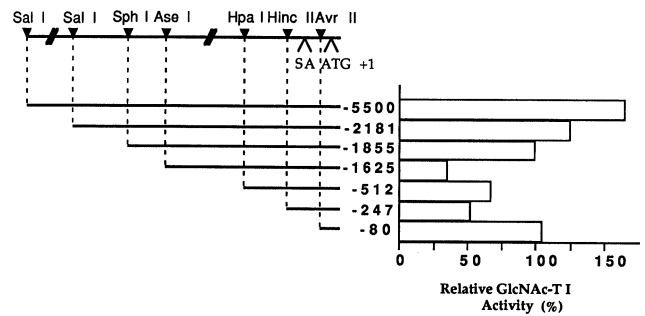 Sal I Sal I Sph I Ase I Hpa I Hinc II Avr II
SA ATG +1
-5500
-2181
-1855
-1625
-512
-247
-80
0 50 100 150
Relative GlcNAc-T I
Activity (%)